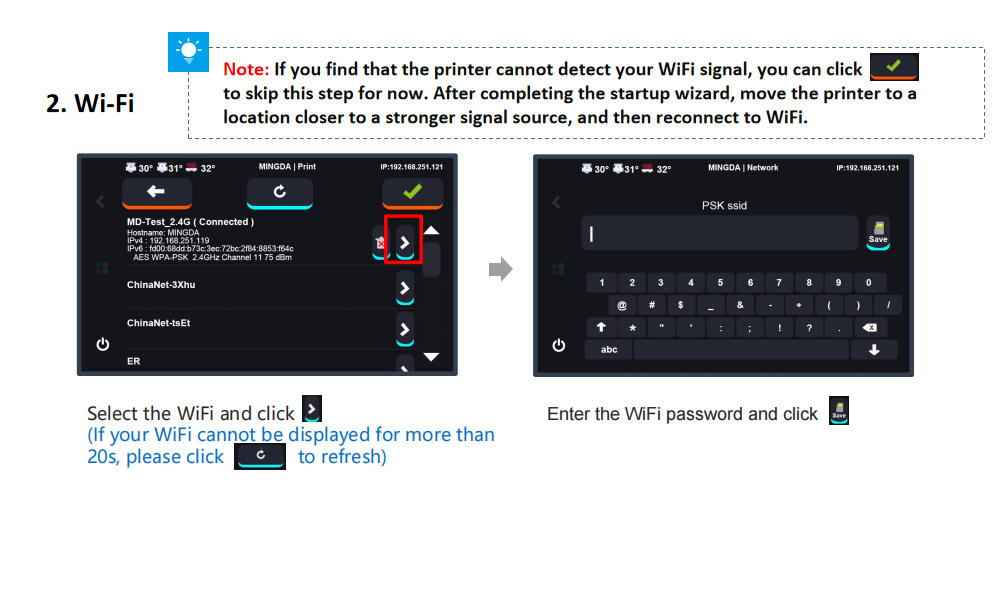 Note: If you find that the printer cannot detect your WiFi signal, you can click
to skip this step for now. After completing the startup wizard, move the printer to a
location closer to a stronger signal source, and then reconnect to WiFi.
2. Wi-Fi
30° 31° 32° MINGDA | Print IP:192.168.251.121
MD-Test_2.4G ( Connected )
Hostname: MINGDA
IPv4 : 192.168.251.119
IPv6 : fd00:68dd:b73c:3ec:72bc:2f84:8853:f64c
AES WPA-PSK 2.4GHz Channel 11 75 dBm
ChinaNet-3Xhu
ChinaNet-tsEt
ER
30° 31° 32° MINGDA | Network IP:192.168.251.121
PSK ssid
Save
1 2 3 4 5 6 7 8 9 0
@ # $ _ & - + ( ) /
* " ' : ; ! ? .
abc
Select the WiFi and click
(If your WiFi cannot be displayed for more than
20s, please click to refresh)
Enter the WiFi password and click Save